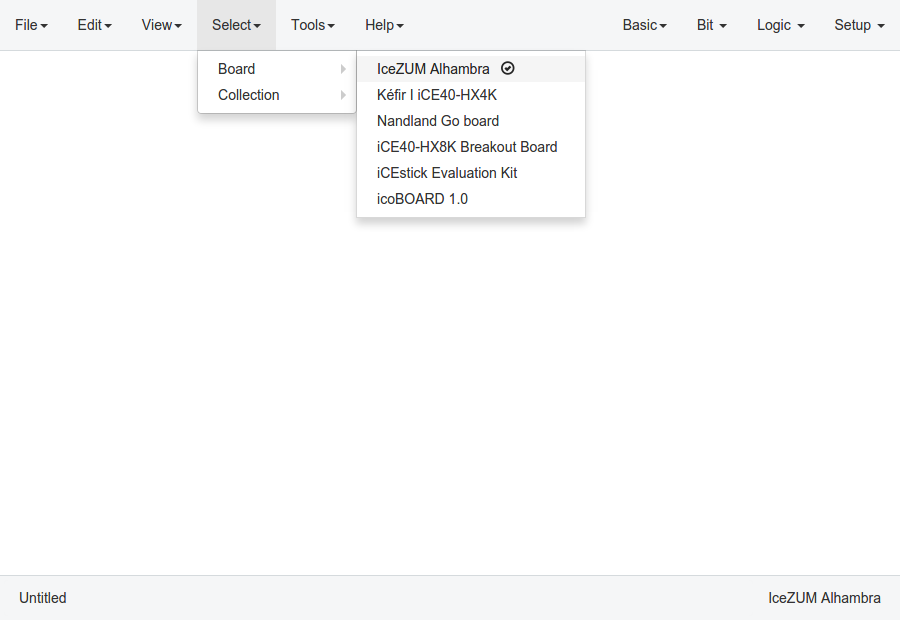 File Edit View Select Tools Help Basic Bit Logic Setup
Board
Collection
IceZUM Alhambra
Kéfir I iCE40-HX4K
Nandland Go board
iCE40-HX8K Breakout Board
iCEstick Evaluation Kit
icoBOARD 1.0
Untitled
IceZUM Alhambra